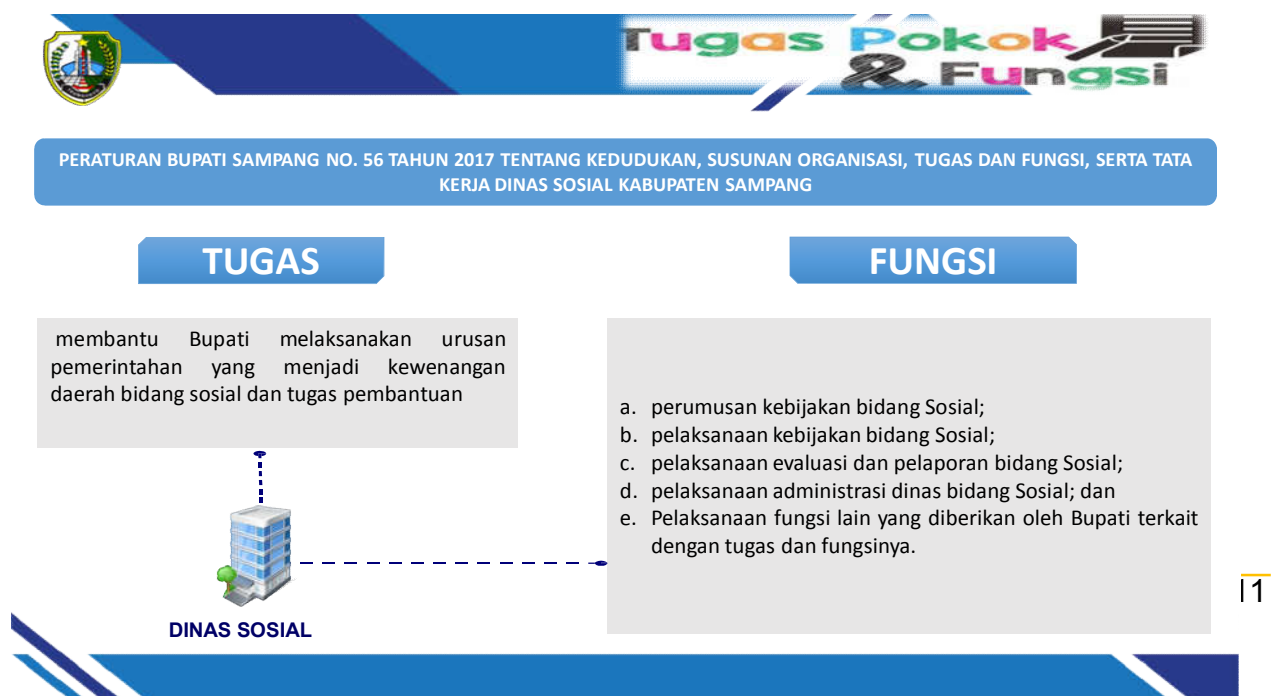 Tugas Pokok
& Fungsi
PERATURAN BUPATI SAMPANG NO. 56 TAHUN 2017 TENTANG KEDUDUKAN, SUSUNAN ORGANISASI, TUGAS DAN FUNGSI, SERTA TATA
KERJA DINAS SOSIAL KABUPATEN SAMPANG
TUGAS
membantu Bupati melaksanakan urusan
pemerintahan yang menjadi kewenangan
daerah bidang sosial dan tugas pembantuan
DINAS SOSIAL
FUNGSI
a. perumusan kebijakan bidang Sosial;
b. pelaksanaan kebijakan bidang Sosial;
c. pelaksanaan evaluasi dan pelaporan bidang Sosial;
d. pelaksanaan administrasi dinas bidang Sosial; dan
e. Pelaksanaan fungsi lain yang diberikan oleh Bupati terkait
dengan tugas dan fungsinya.
11